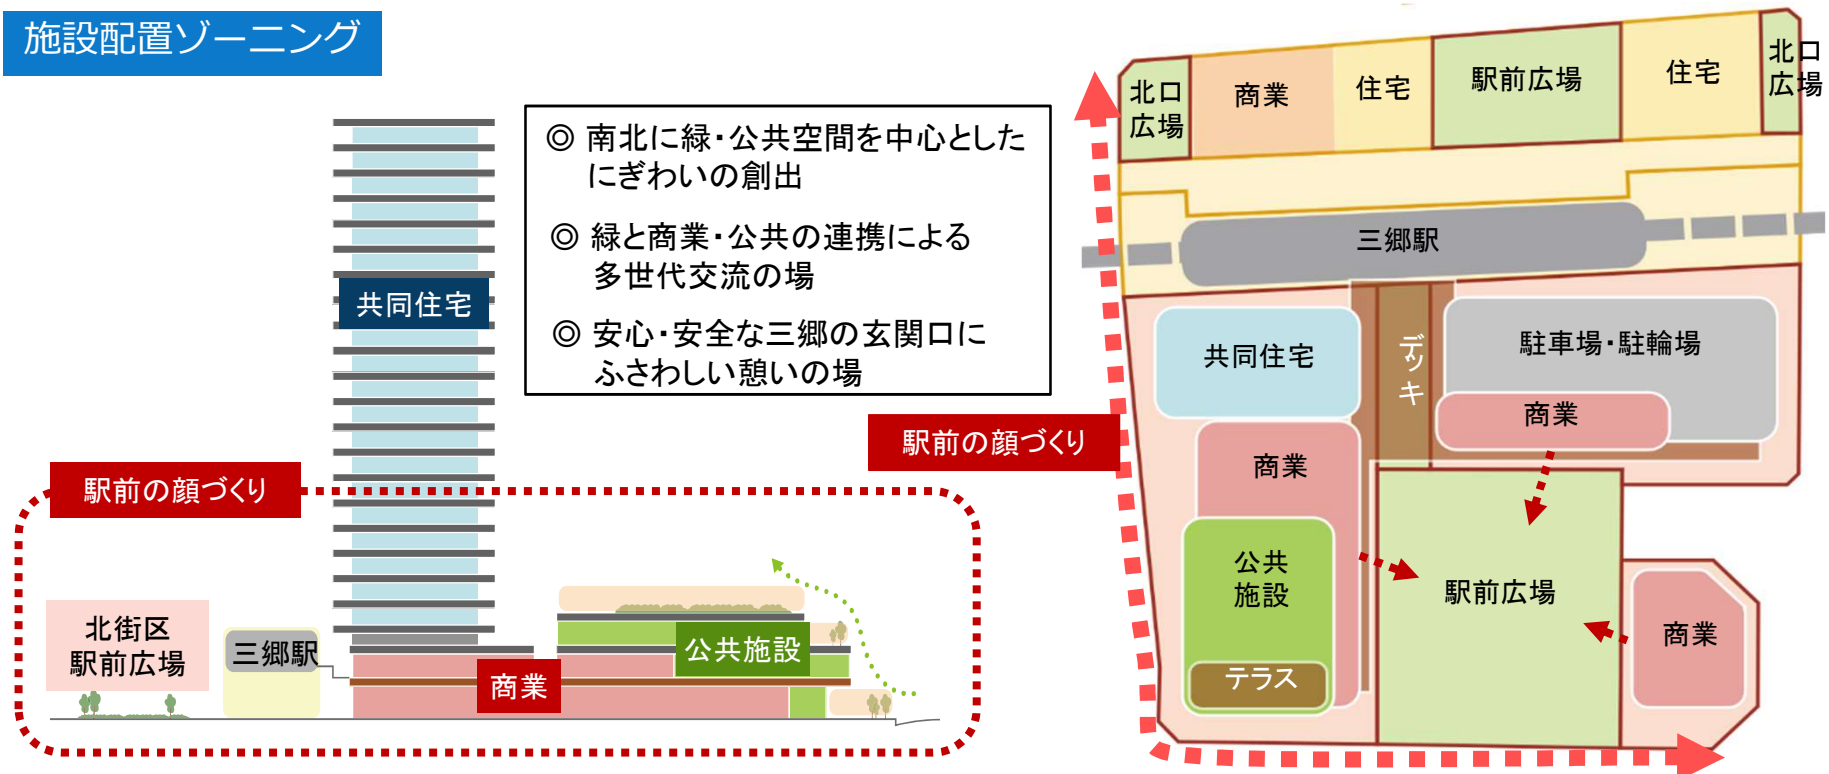 施設配置ゾーニング
◎ 南北に緑・公共空間を中心とした
にぎわいの創出
◎ 緑と商業・公共の連携による
多世代交流の場
◎ 安心・安全な三郷の玄関口に
ふさわしい憩いの場
共同住宅
駅前の顔づくり
北街区
駅前広場
三郷駅
商業
公共施設
駅前の顔づくり
北口
広場
商業
住宅
駅前広場
住宅
北口
広場
三郷駅
共同住宅
デッキ
駐車場・駐輪場
商業
商業
公共
施設
テラス
駅前広場
商業